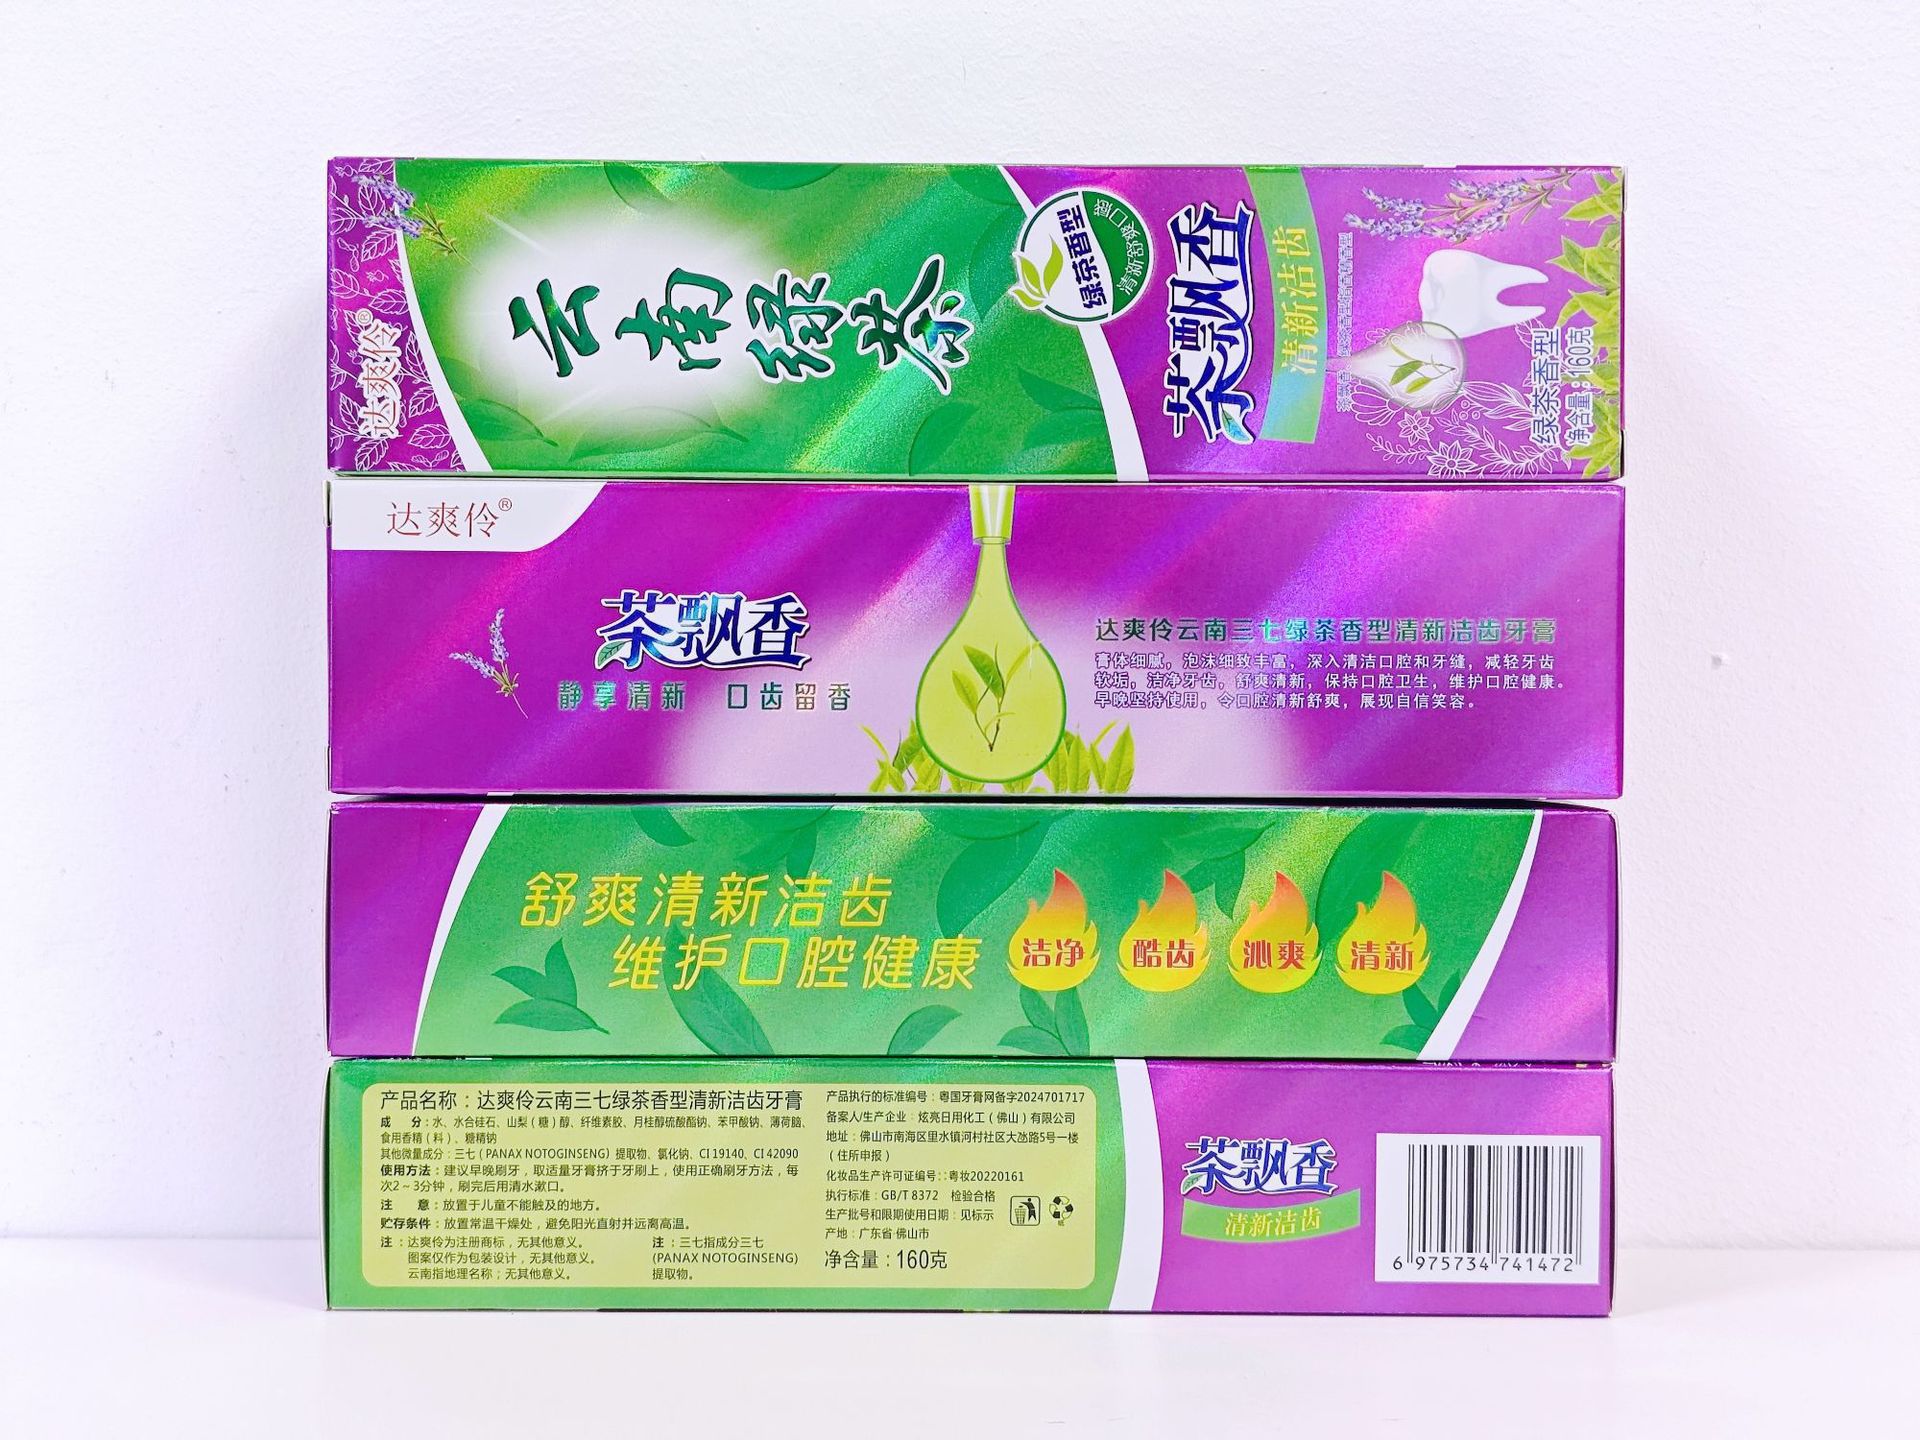 达爽伶®
云南绿茶
绿茶香型
清新舒爽口腔
茶飘香
清新洁齿
绿茶香型
净含量:160克
达爽伶®
茶飘香
静享清新 口齿留香
达爽伶云南三七绿茶香型清新洁齿牙膏
膏体细腻，泡沫细致丰富，深入清洁口腔和牙缝，减轻牙齿
软垢，洁净牙齿，舒爽清新，保持口腔卫生，维护口腔健康。
早晚坚持使用，令口腔清新舒爽，展现自信笑容。
舒爽清新洁齿
维护口腔健康
洁净
酷齿
沁爽
清新
产品名称：达爽伶云南三七绿茶香型清新洁齿牙膏
成 分：水、水合硅石、山梨（糖）醇、纤维素胶、月桂醇硫酸酯钠、苯甲酸钠、薄荷脑、
食用香精（料）、糖精钠
其他微量成分：三七（PANAX NOTOGINSENG）提取物、氯化钠、CI 19140、CI 42090
使用方法：建议早晚刷牙，取适量牙膏挤于牙刷上，使用正确刷牙方法，每
次2～3分钟，刷完后用清水漱口。
注 意：放置于儿童不能触及的地方。
贮存条件：放置常温干燥处，避免阳光直射并远离高温。
注：达爽伶为注册商标，无其他意义。
图案仅作为包装设计，无其他意义。
云南指地理名称；无其他意义。
注：三七指成分三七
(PANAX NOTOGINSENG)
提取物。
产品执行的标准编号：粤国牙膏网备字2024701717
备案人/生产企业：炫亮日用化工（佛山）有限公司
地址：佛山市南海区里水镇河村社区大氹路5号一楼
（住所申报）
化妆品生产许可证编号：:粤妆20220161
执行标准：GB/T 8372 检验合格
生产批号和限期使用日期：见标示
产地：广东省·佛山市
净含量：160克
纸
茶飘香
清新洁齿
6 975734 741472